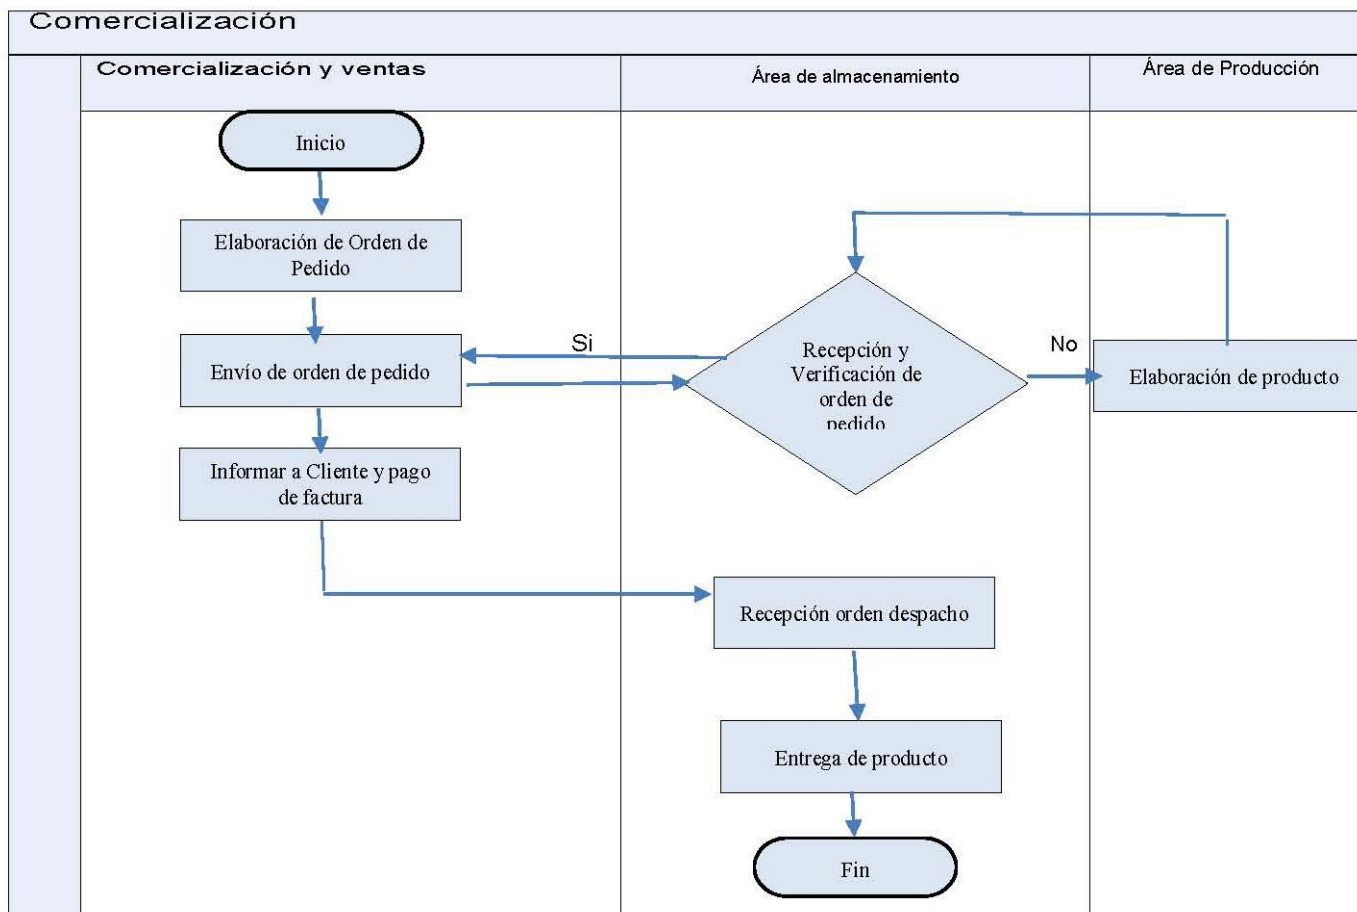 Comercialización
Comercialización y ventas
Área de almacenamiento
Área de Producción
Inicio
Elaboración de Orden de
Pedido
Si
Envío de orden de pedido
Recepción y
Verificación de
orden de
pedido
No
Elaboración de producto
Informar a Cliente y pago
de factura
Recepción orden despacho
Entrega de producto
Fin